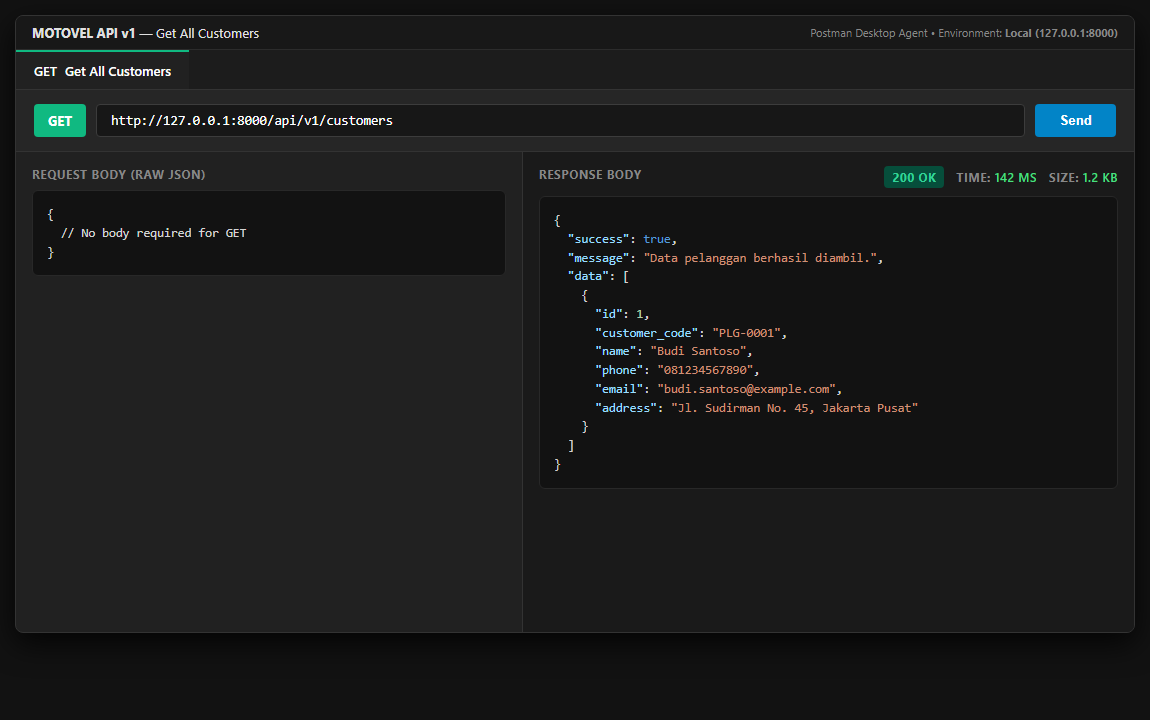 MOTOVEL API v1 — Get All Customers
Postman Desktop Agent • Environment: Local (127.0.0.1:8000)
GET Get All Customers
GET
http://127.0.0.1:8000/api/v1/customers
Send
REQUEST BODY (RAW JSON)
{
  // No body required for GET
}
RESPONSE BODY
200 OK TIME: 142 MS SIZE: 1.2 KB
{
  "success": true,
  "message": "Data pelanggan berhasil diambil.",
  "data": [
    {
      "id": 1,
      "customer_code": "PLG-0001",
      "name": "Budi Santoso",
      "phone": "081234567890",
      "email": "budi.santoso@example.com",
      "address": "Jl. Sudirman No. 45, Jakarta Pusat"
    }
  ]
}